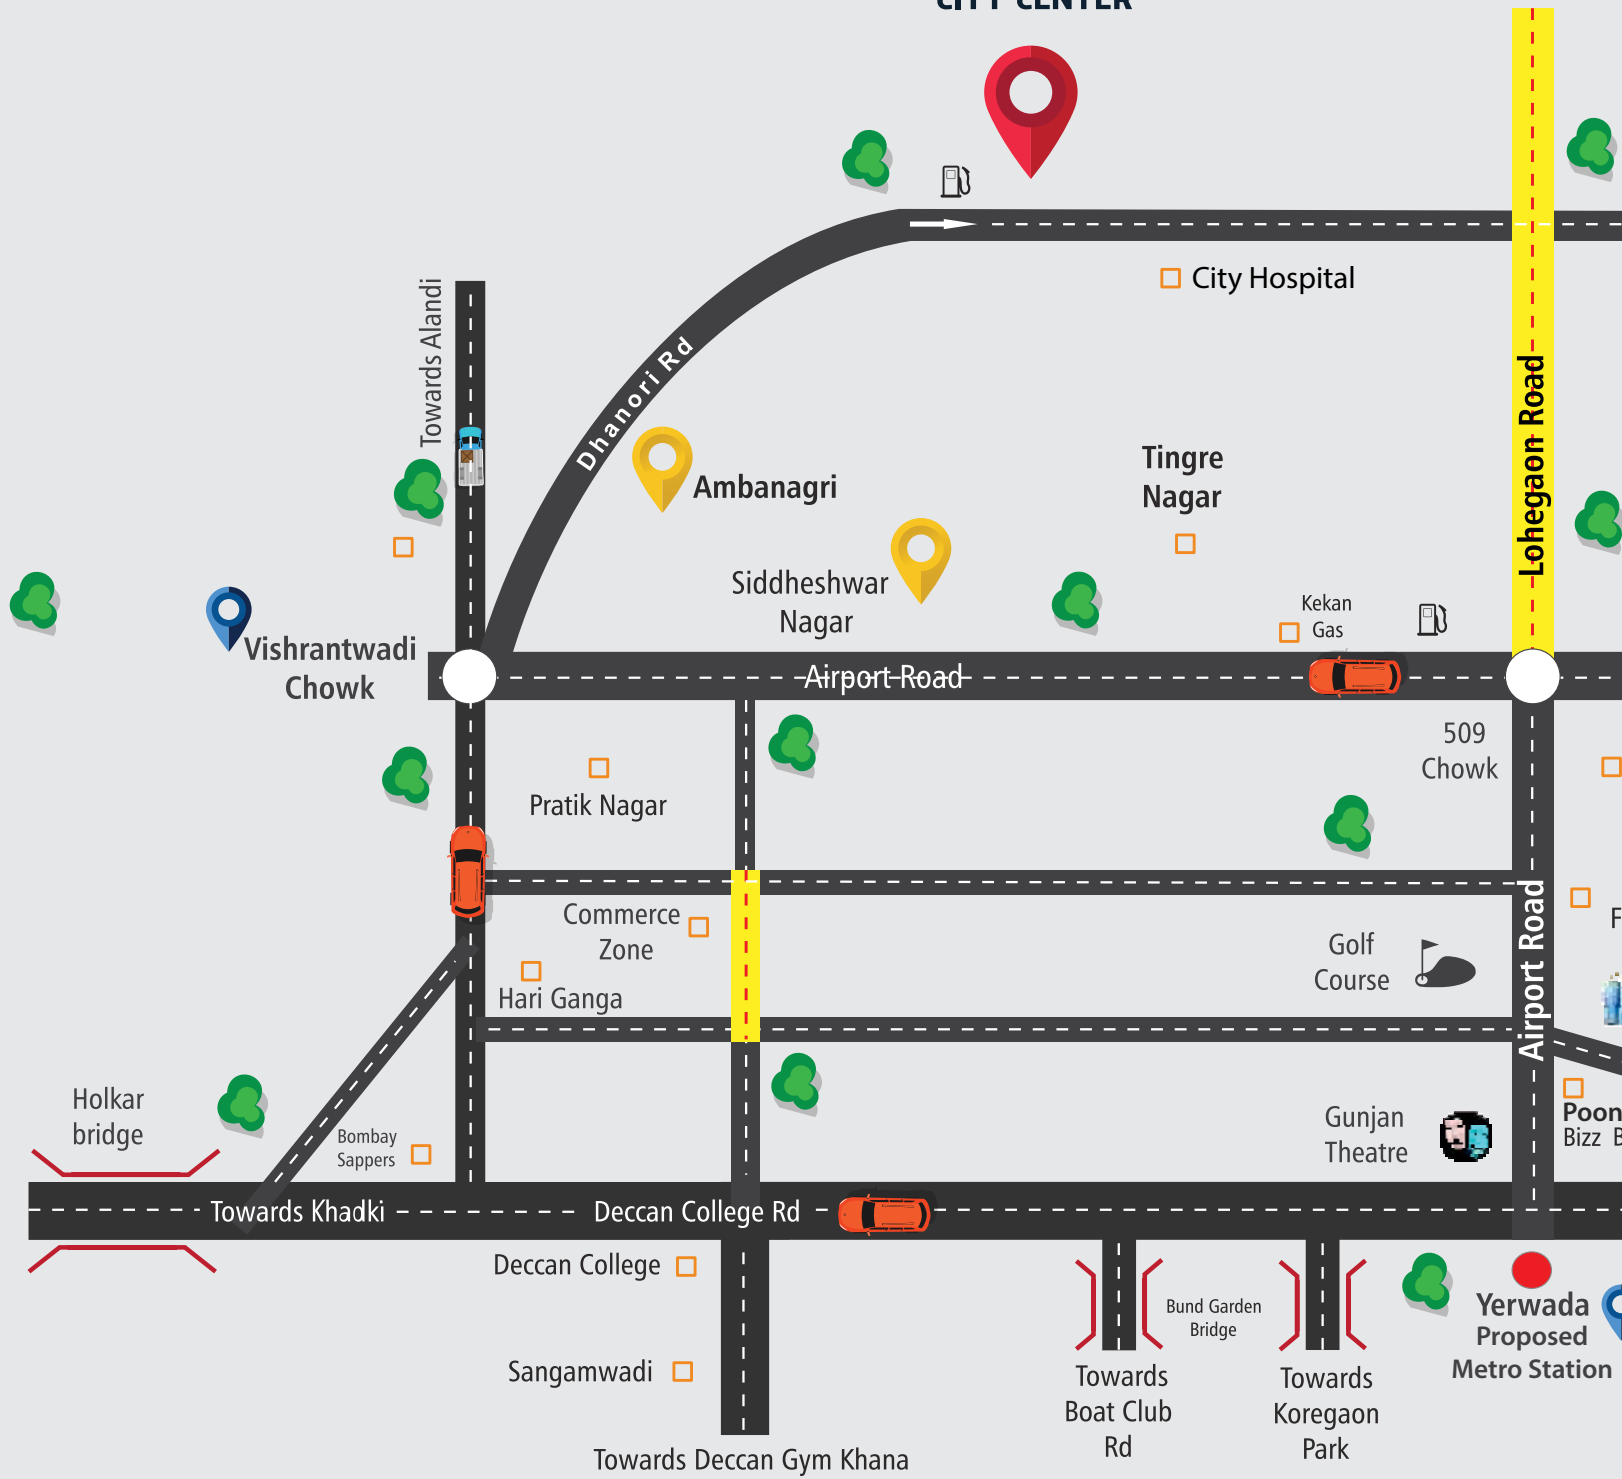 CITY CENTER
City Hospital
Towards Alandi
Dhanori Rd
Lohegaon Road
Ambanagri
Tingre
Nagar
Siddheshwar
Nagar
Kekan
Gas
Vishrantwadi
Chowk
Airport Road
509
Chowk
Pratik Nagar
Commerce
Zone
Hari Ganga
Golf
Course
Airport Road
F
Holkar
bridge
Bombay
Sappers
Gunjan
Theatre
Poon
Bizz B
Towards Khadki
Deccan College Rd
Deccan College
Sangamwadi
Bund Garden
Bridge
Yerwada
Proposed
Metro Station
Towards
Boat Club
Rd
Towards
Koregaon
Park
Towards Deccan Gym Khana